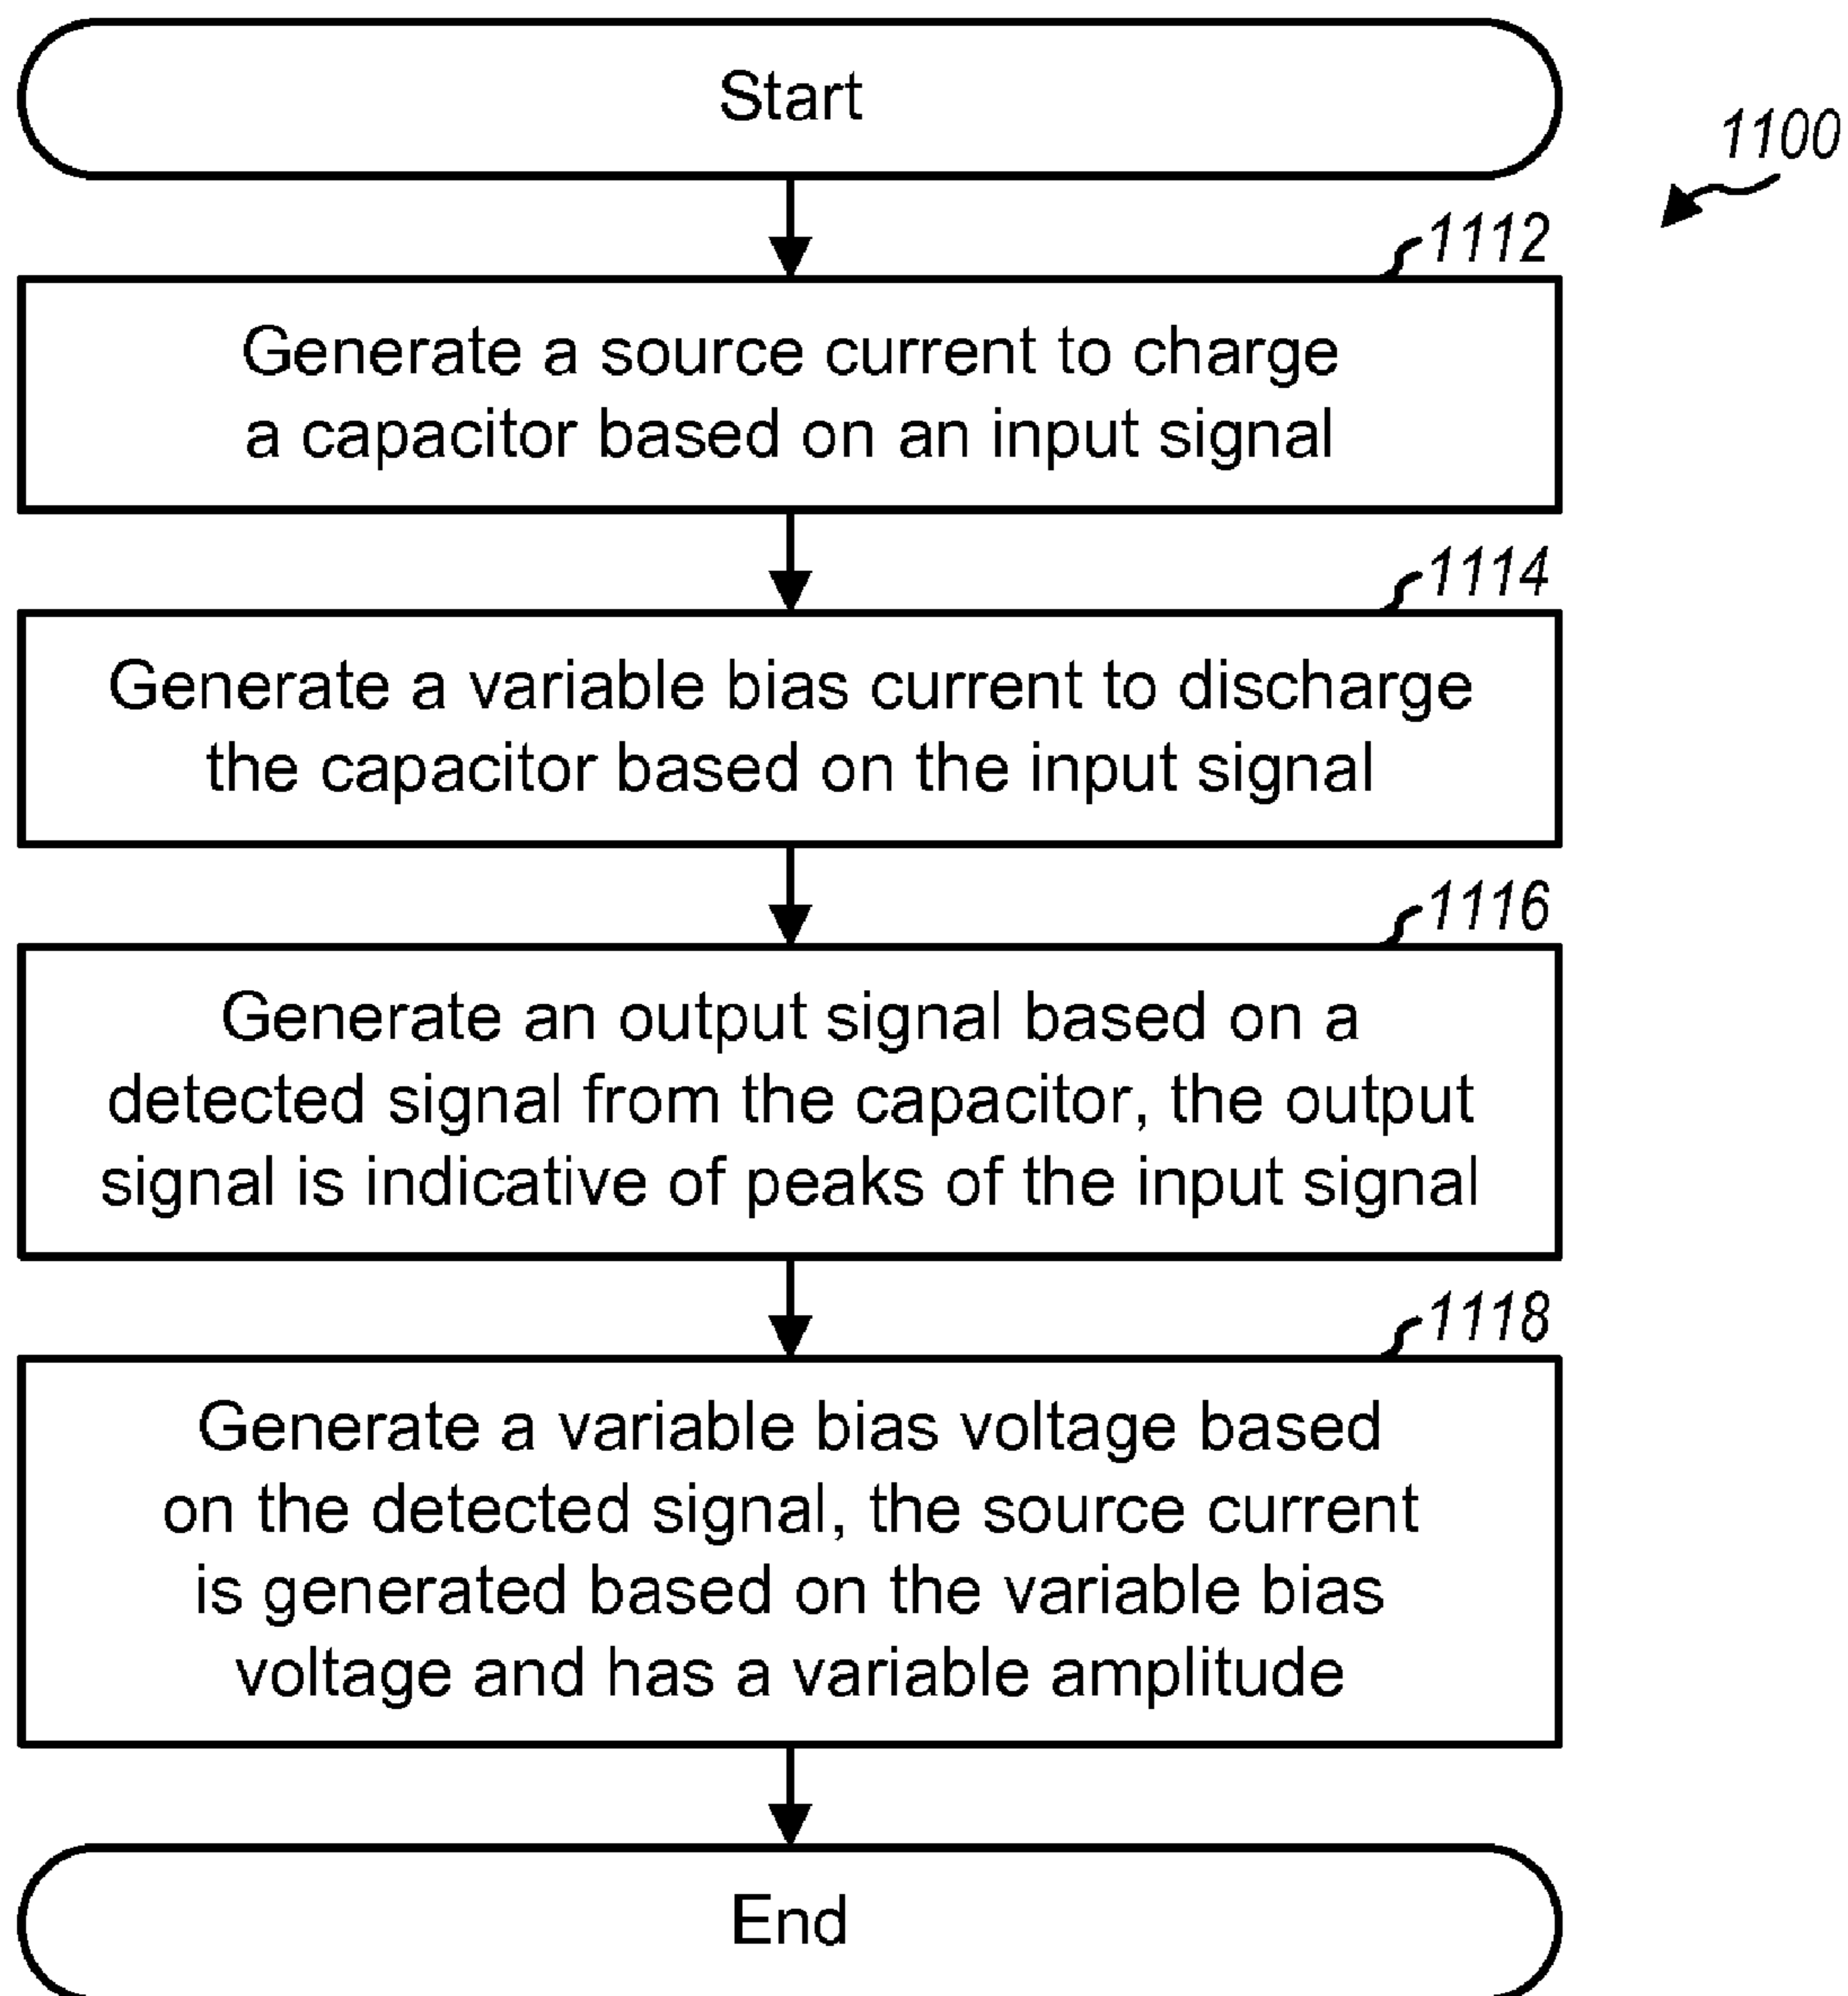 Start
1100
1112
Generate a source current to charge
a capacitor based on an input signal
1114
Generate a variable bias current to discharge
the capacitor based on the input signal
1116
Generate an output signal based on a
detected signal from the capacitor, the output
signal is indicative of peaks of the input signal
1118
Generate a variable bias voltage based
on the detected signal, the source current
is generated based on the variable bias
voltage and has a variable amplitude
End